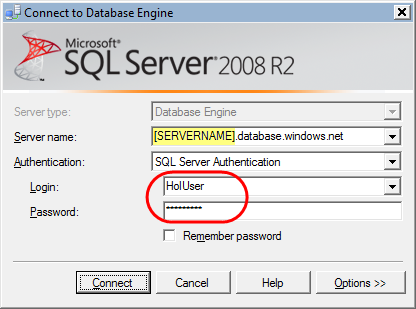 Connect to Database Engine
Microsoft®
SQL Server® 2008 R2
Server type: Database Engine
Server name: [SERVERNAME].database.windows.net
Authentication: SQL Server Authentication
Login: HolUser
Password: *********
Remember password
Connect Cancel Help Options >>